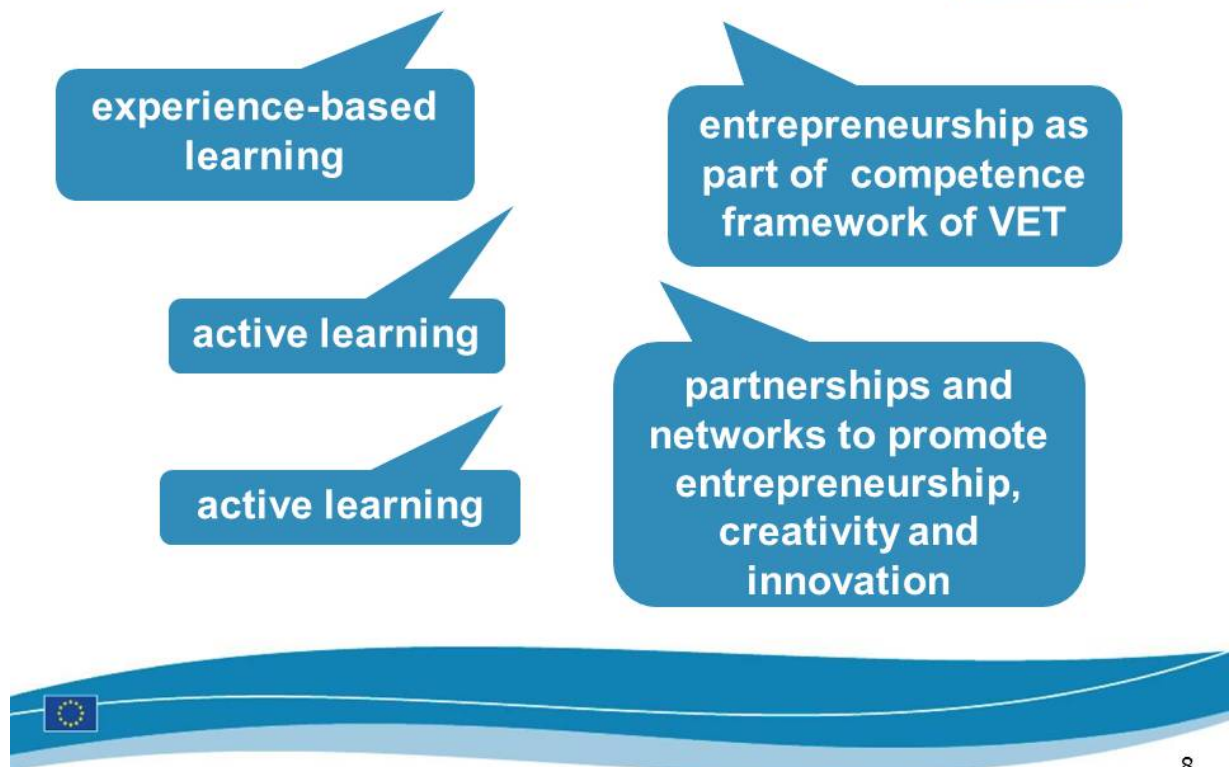 experience-based
learning
entrepreneurship as
part of competence
framework of VET
active learning
partnerships and
networks to promote
entrepreneurship,
creativity and
innovation
active learning
8